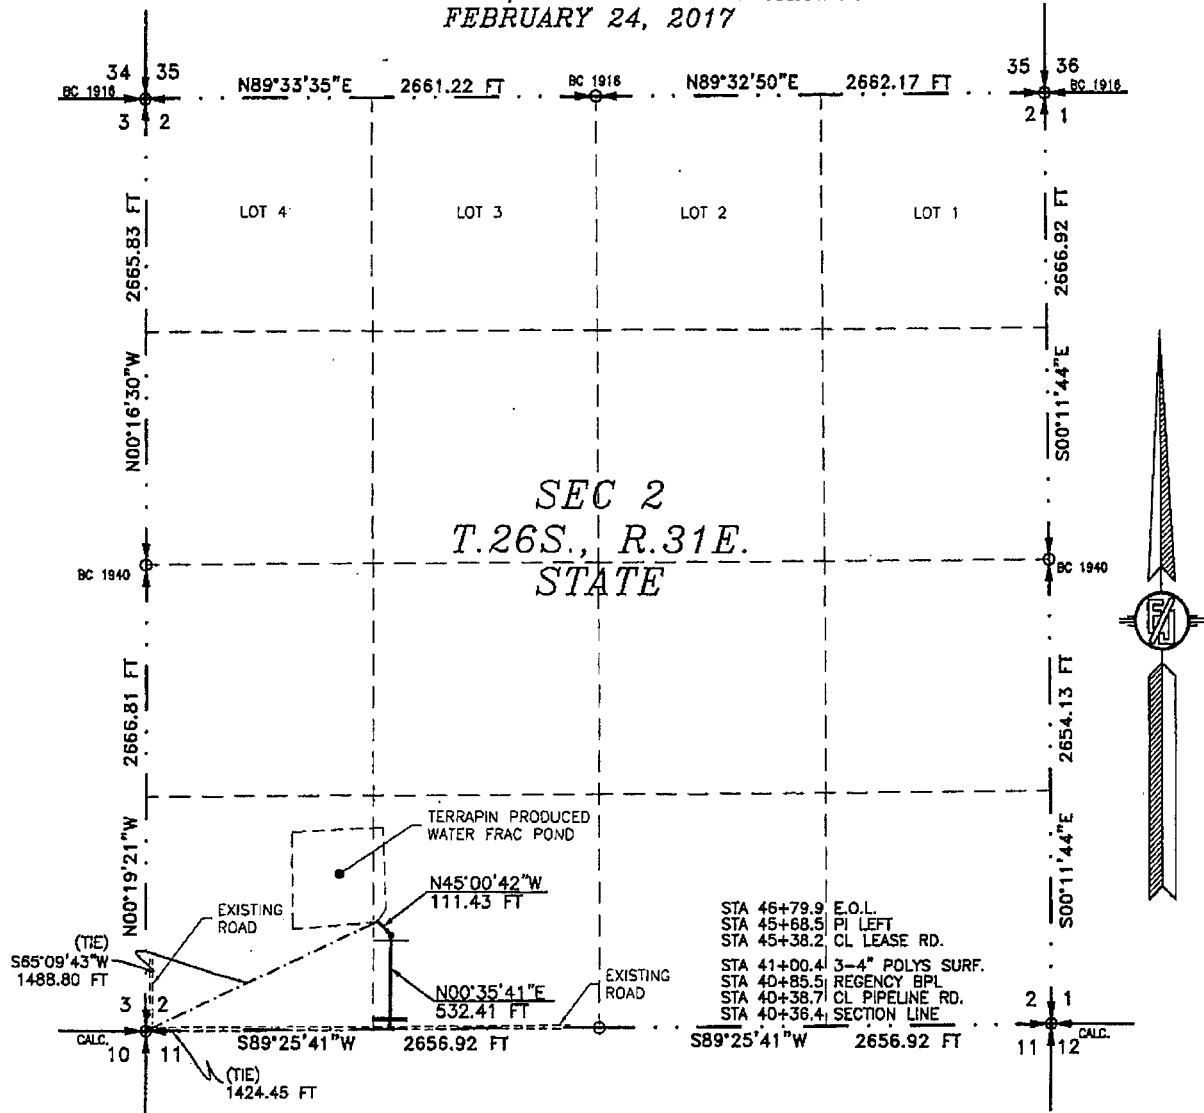 FEBRUARY 24, 2017
34 35
35 36
BC 1916
N89°33'35"E 2661.22 FT
BC 1916
N89°32'50"E 2662.17 FT
BC 1916
3 2
2 1
2665.83 FT
LOT 4
LOT 3
LOT 2
LOT 1
2666.92 FT
N00°16'30"W
S00°11'44"E
SEC 2
T.26S., R.31E.
STATE
BC 1940
BC 1940
2666.81 FT
2654.13 FT
TERRAPIN PRODUCED
WATER FRAC POND
N00°19'21"W
S00°11'44"E
N45°00'42"W
111.43 FT
EXISTING
ROAD
(TIE)
S65°09'43"W
1488.80 FT
STA 46+79.9 E.O.L.
STA 45+68.5 PI LEFT
STA 45+38.2 CL LEASE RD.
STA 41+00.4 3-4" POLYS SURF.
STA 40+85.5 REGENCY BPL
STA 40+38.7 CL PIPELINE RD.
STA 40+36.4 SECTION LINE
N00°35'41"E
532.41 FT
EXISTING
ROAD
3 2
2 1
CALC.
S89°25'41"W 2656.92 FT
S89°25'41"W 2656.92 FT
CALC.
10 11
11 12
(TIE)
1424.45 FT